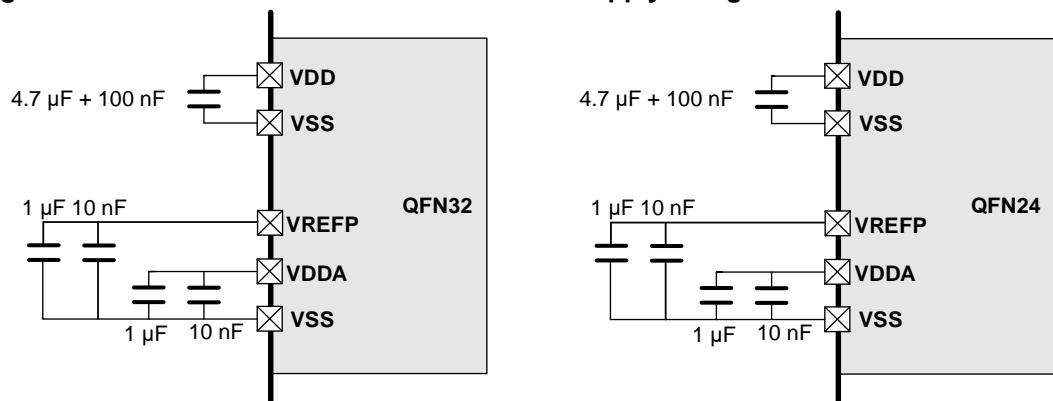 VDD
4.7 µF + 100 nF
VSS
1 µF 10 nF
QFN32
VREFP
VDDA
VSS
1 µF 10 nF
VDD
4.7 µF + 100 nF
VSS
1 µF 10 nF
QFN24
VREFP
VDDA
VSS
1 µF 10 nF